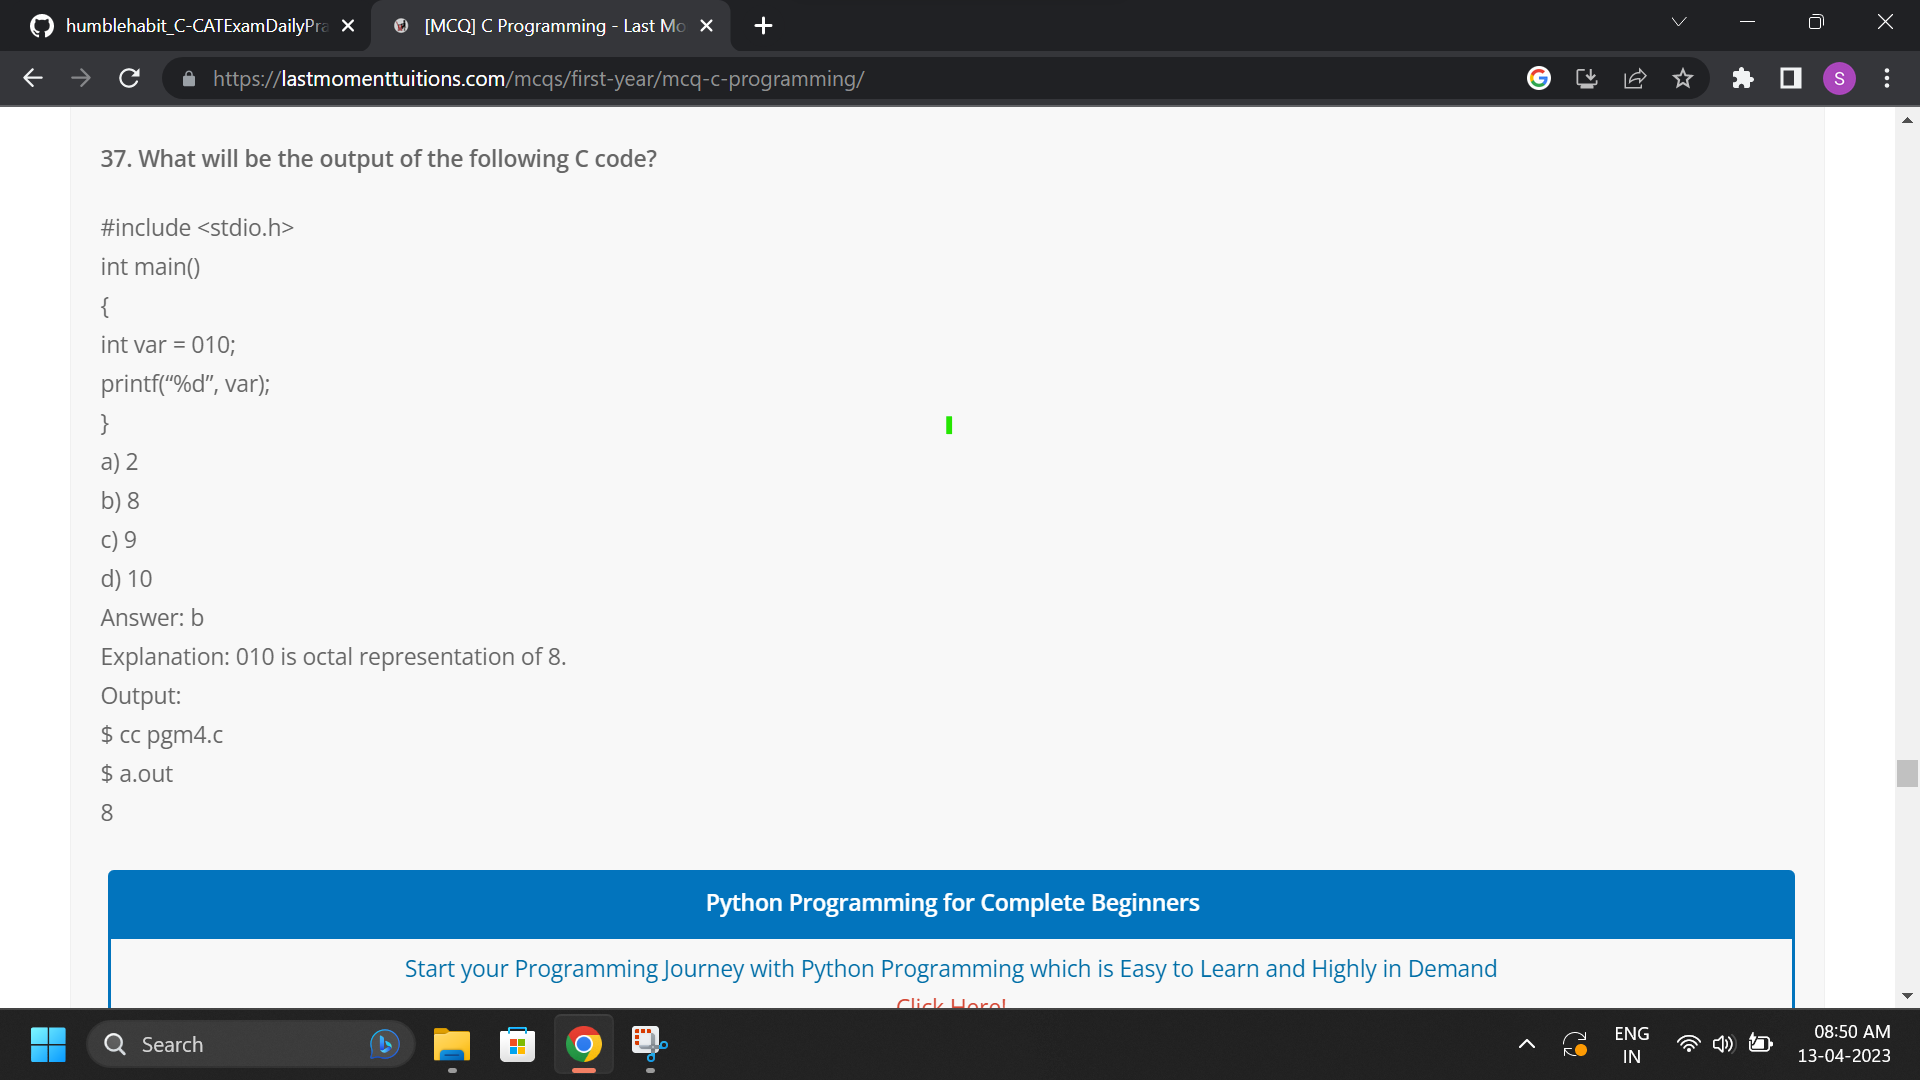 humblehabit_C-CATExamDailyPra
[MCQ] C Programming - Last Mo
https://lastmomenttuitions.com/mcqs/first-year/mcq-c-programming/
S
37. What will be the output of the following C code?
#include <stdio.h>
int main()
{
int var = 010;
printf(“%d”, var);
}
a) 2
b) 8
c) 9
d) 10
Answer: b
Explanation: 010 is octal representation of 8.
Output:
$ cc pgm4.c
$ a.out
8
Python Programming for Complete Beginners
Start your Programming Journey with Python Programming which is Easy to Learn and Highly in Demand
Click Here!
Search
ENG
IN
08:50 AM
13-04-2023